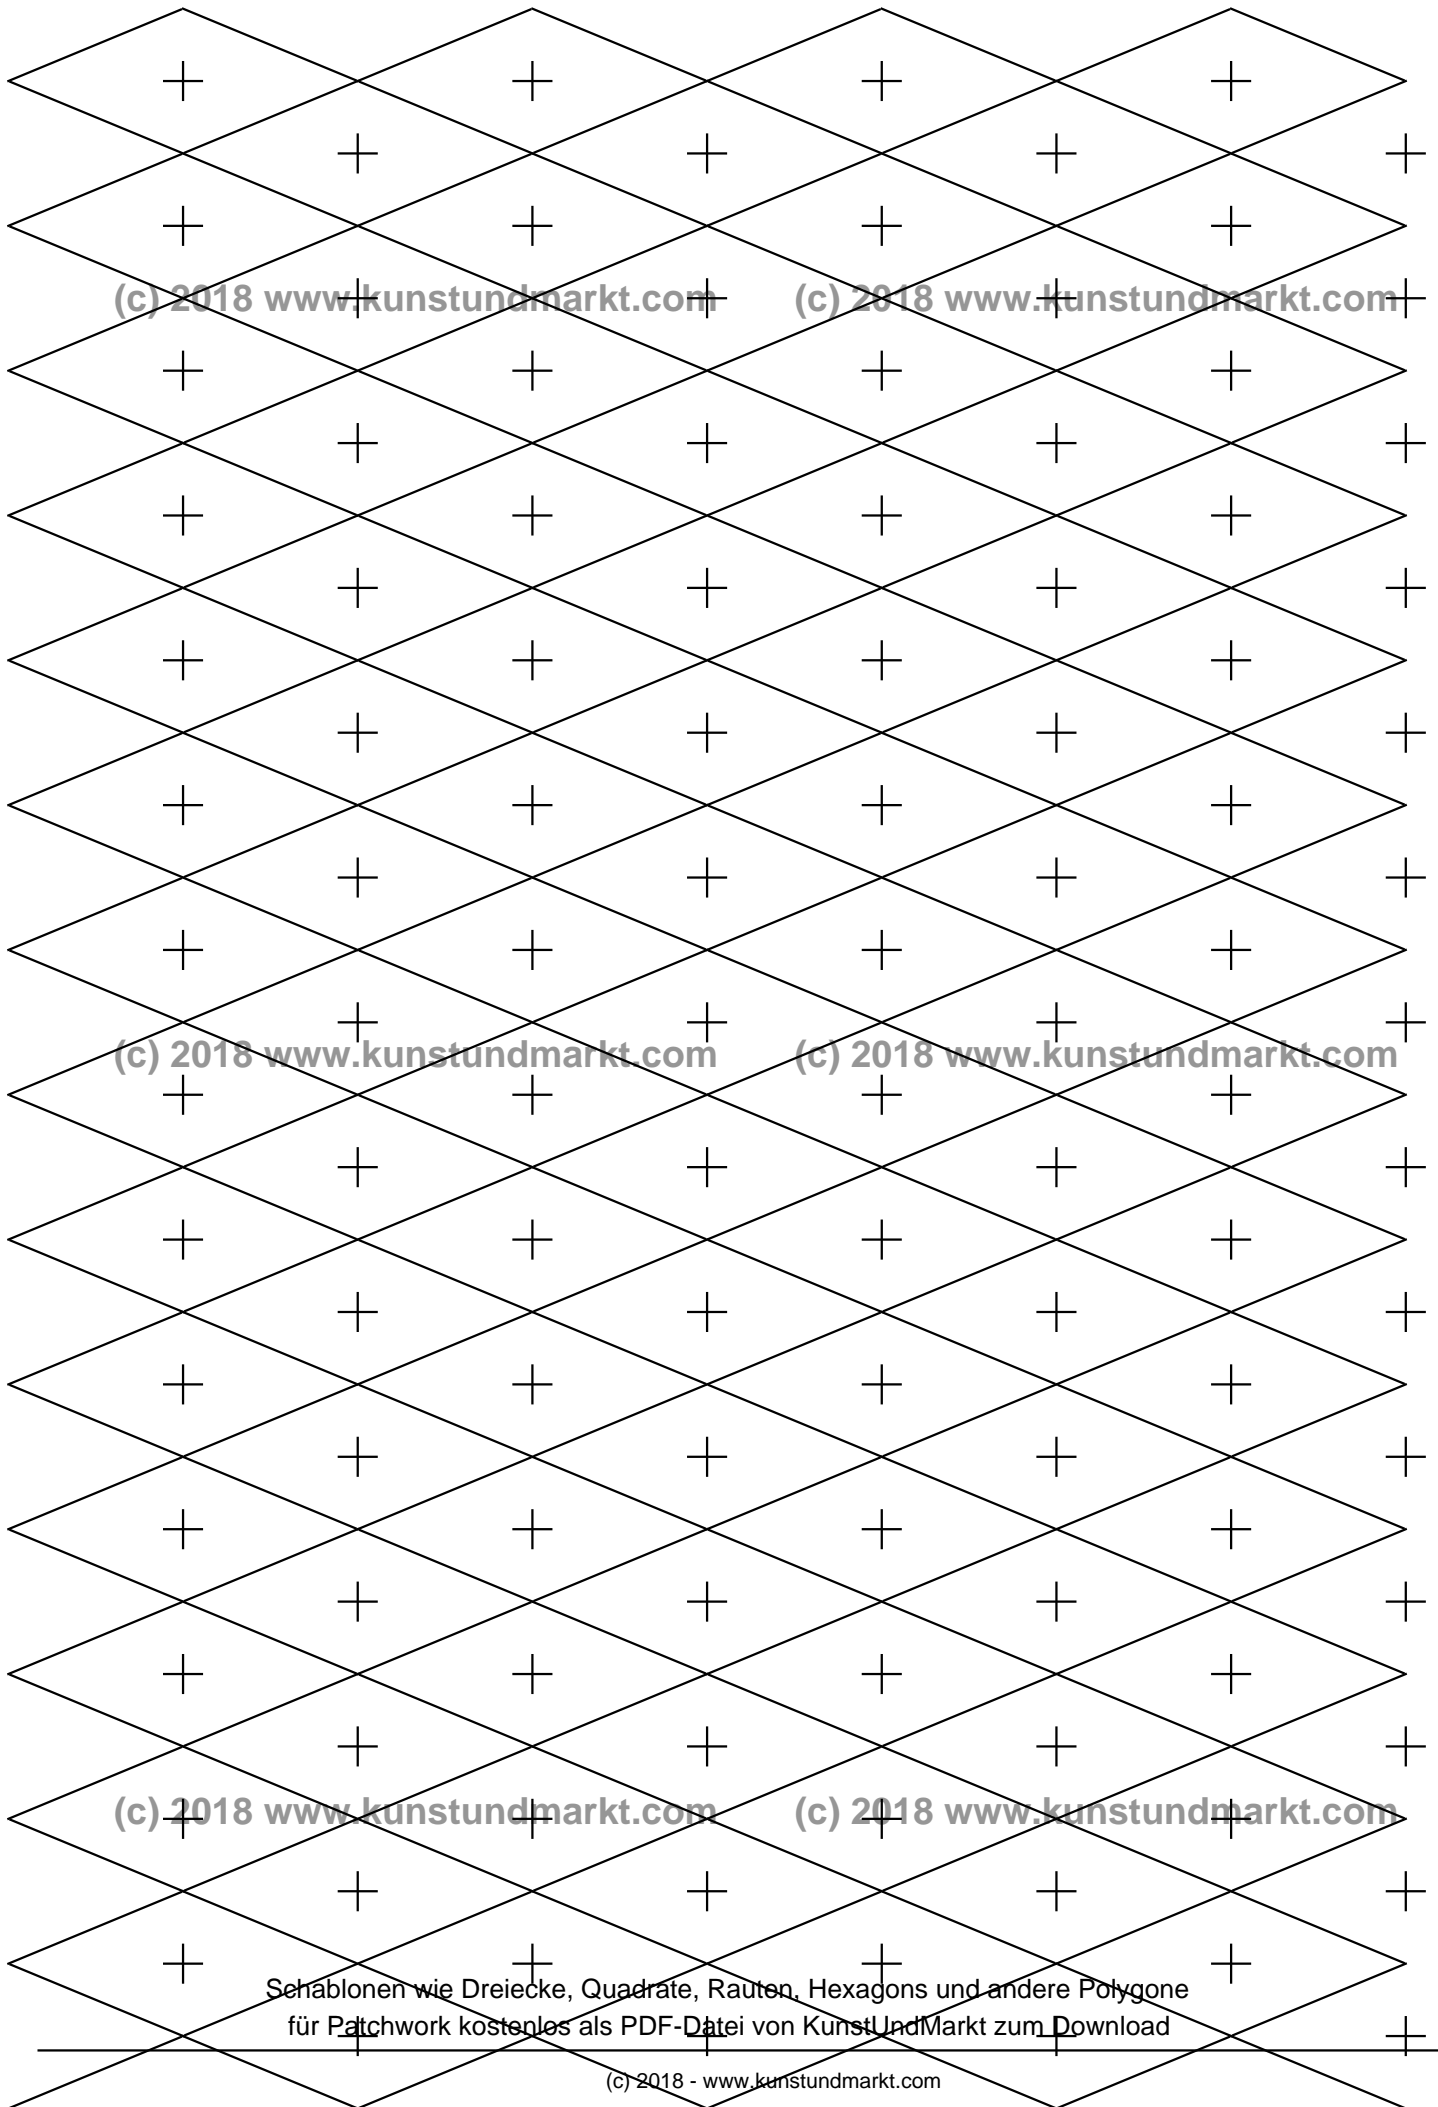 (c) 2018 www.kunstundmarkt.com (c) 2018 www.kunstundmarkt.com
(c) 2018 www.kunstundmarkt.com (c) 2018 www.kunstundmarkt.com
(c) 2018 www.kunstundmarkt.com (c) 2018 www.kunstundmarkt.com
Schablonen wie Dreiecke, Quadrate, Rauten, Hexagons und andere Polygone
für Patchwork kostenlos als PDF-Datei von KunstUndMarkt zum Download
(c) 2018 - www.kunstundmarkt.com